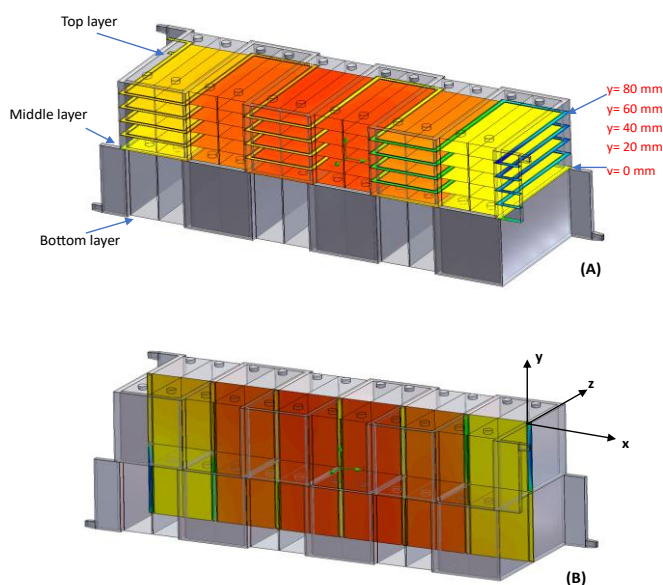 Top layer
y= 80 mm
y= 60 mm
Middle layer
y= 40 mm
y= 20 mm
v= 0 mm
Bottom layer
(A)
y
z
x
(B)